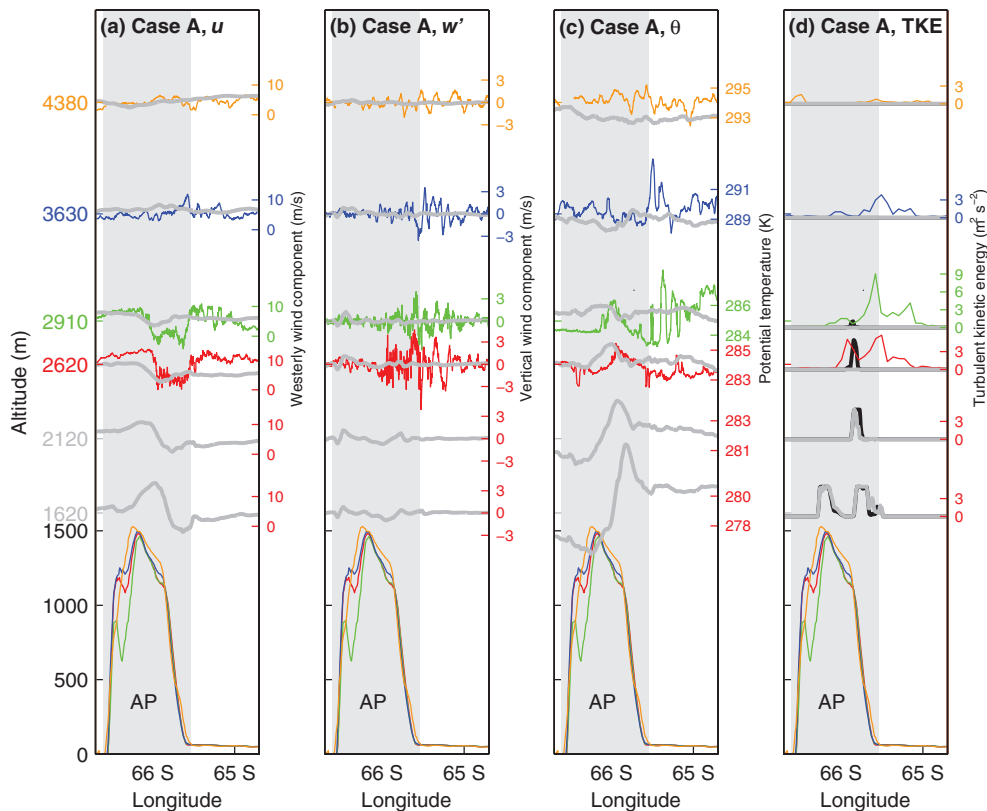 (a) Case A, u
(b) Case A, w'
(c) Case A, θ
(d) Case A, TKE
Altitude (m)
4380
3630
2910
2620
2120
1620
1500
1000
500
0
10
0
10
0
10
0
10
0
10
0
10
0
Westerly wind component (m/s)
3
0
−3
3
0
−3
3
0
−3
3
0
−3
3
0
−3
3
0
−3
Vertical wind component (m/s)
295
293
291
289
286
284
285
283
283
281
280
278
Potential temperature (K)
3
0
3
0
9
6
3
0
3
0
3
0
3
0
Turbulent kinetic energy (m² s⁻²)
AP
AP
AP
AP
66 S
65 S
66 S
65 S
66 S
65 S
66 S
65 S
Longitude
Longitude
Longitude
Longitude